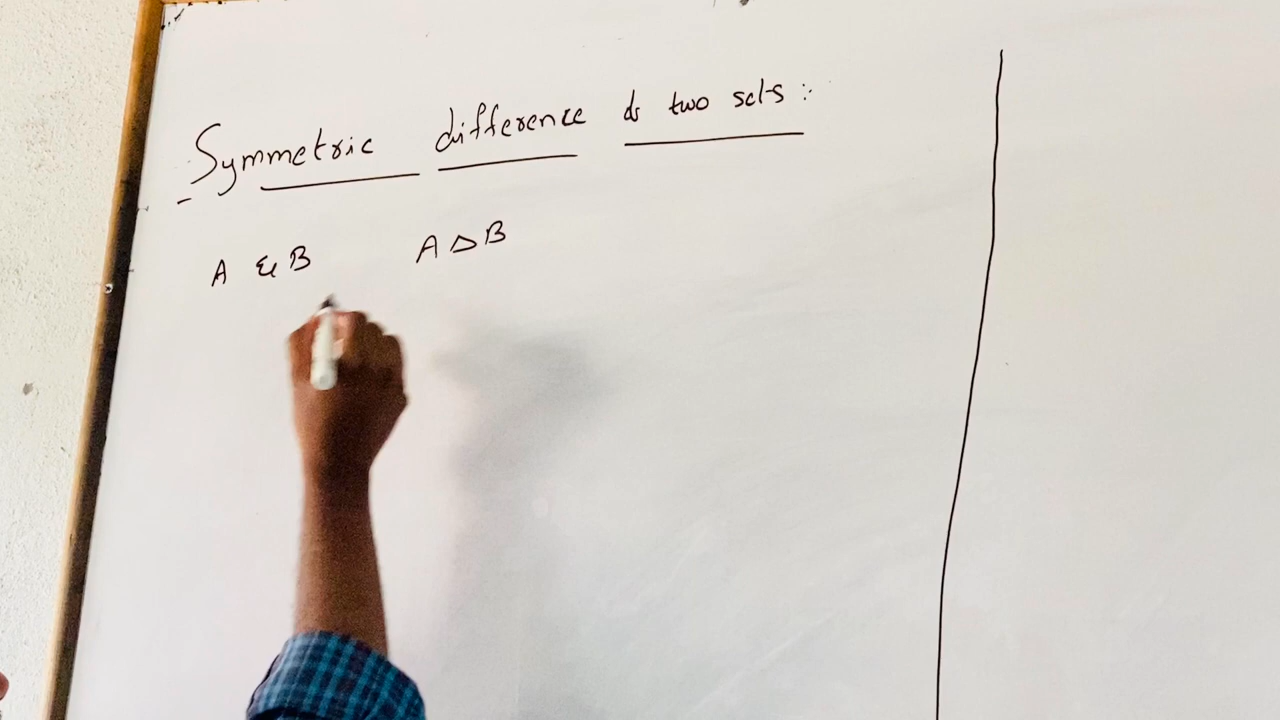 Symmetric difference of two sets :-
A & B A Δ B